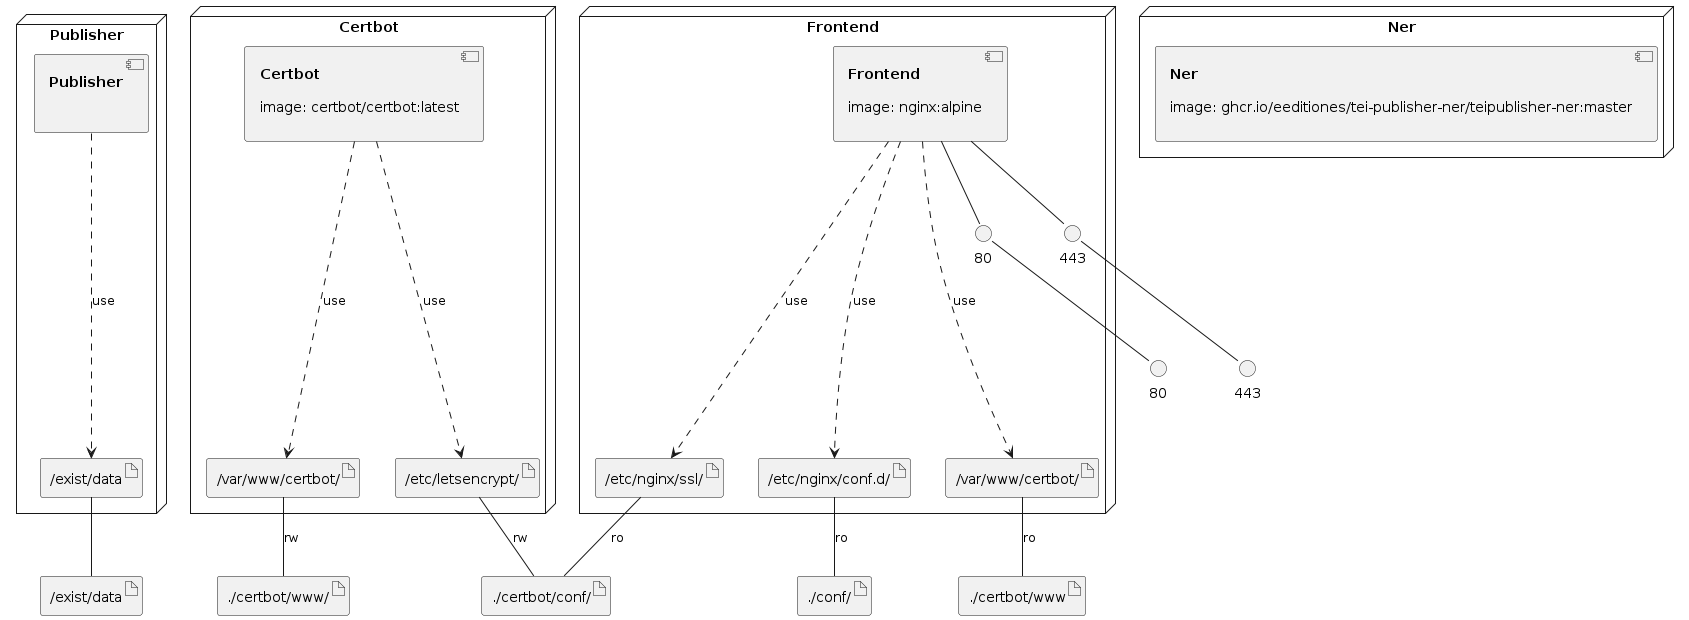 Publisher
Publisher
use
/exist/data
/exist/data
Certbot
Certbot
image: certbot/certbot:latest
use
use
/var/www/certbot/
/etc/letsencrypt/
rw
rw
./certbot/www/
./certbot/conf/
Frontend
Frontend
image: nginx:alpine
80
443
use
use
use
80
443
/etc/nginx/ssl/
/etc/nginx/conf.d/
/var/www/certbot/
ro
ro
ro
./conf/
./certbot/www
Ner
Ner
image: ghcr.io/eeditiones/tei-publisher-ner/teipublisher-ner:master